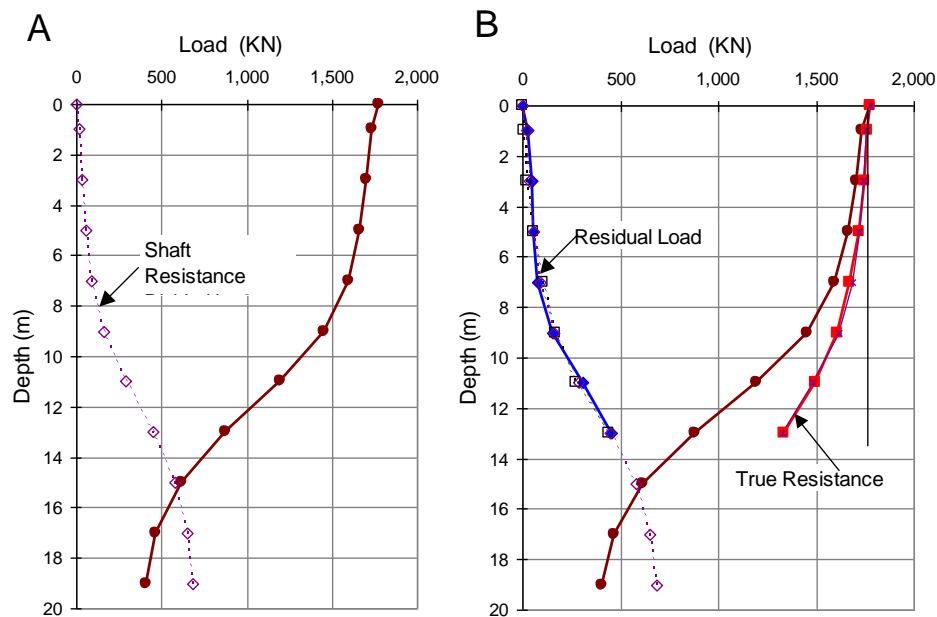 A
Load (KN)
0 500 1,000 1,500 2,000
0
2
4
6
8
10
12
14
16
18
20
Depth (m)
Shaft
Resistance
B
Load (KN)
0 500 1,000 1,500 2,000
0
2
4
6
8
10
12
14
16
18
20
Depth (m)
Residual Load
True Resistance